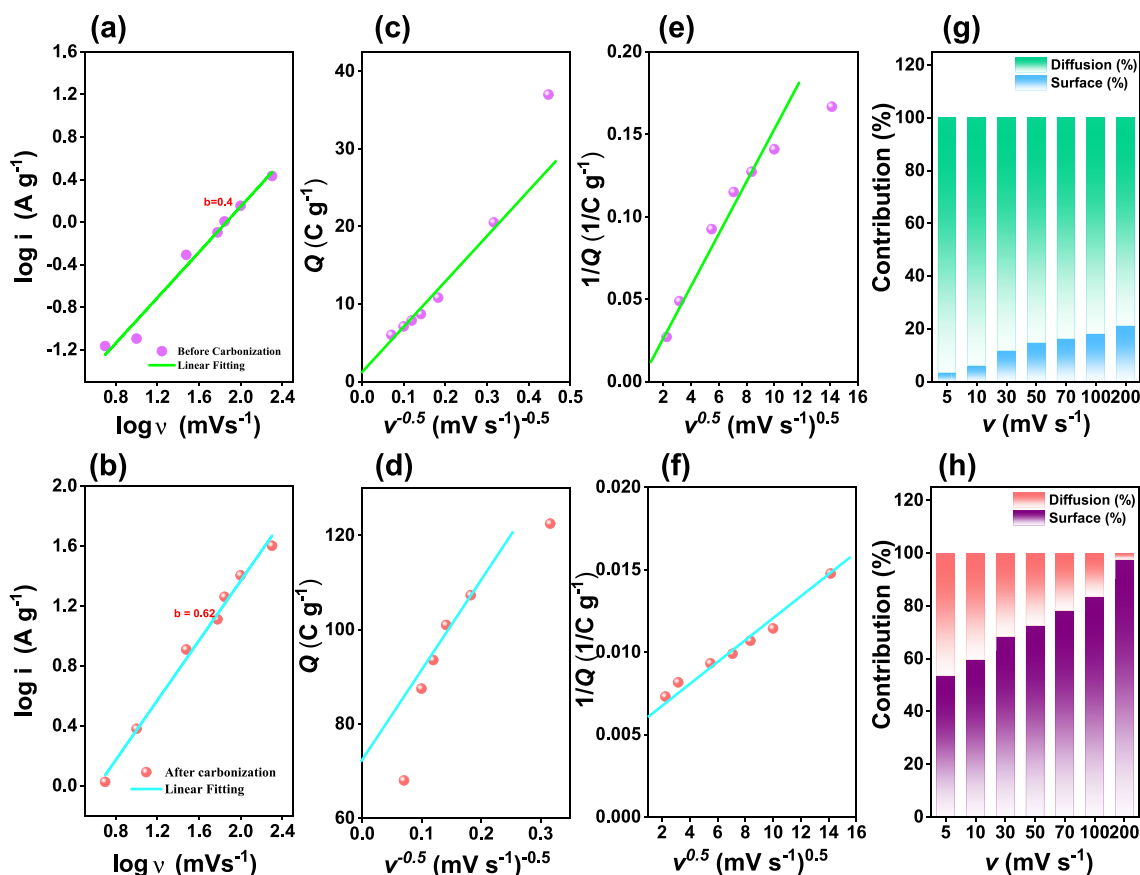 (a)
1.6
1.2
0.8
0.4
0.0
-0.4
-0.8
-1.2
log i (A g⁻¹)
b=0.4
Before Carbonization
Linear Fitting
0.8 1.2 1.6 2.0 2.4
log ν (mVs⁻¹)
(c)
40
30
20
10
0
Q (C g⁻¹)
0.0 0.1 0.2 0.3 0.4 0.5
v⁻⁰·⁵ (mV s⁻¹)⁻⁰·⁵
(e)
0.20
0.15
0.10
0.05
0.00
1/Q (1/C g⁻¹)
2 4 6 8 10 12 14 16
v⁰·⁵ (mV s⁻¹)⁰·⁵
(g)
120
100
80
60
40
20
0
Contribution (%)
Diffusion (%)
Surface (%)
5 10 30 50 70 100 200
v (mV s⁻¹)
(b)
2.0
1.6
1.2
0.8
0.4
0.0
log i (A g⁻¹)
b = 0.62
After carbonization
Linear Fitting
0.8 1.2 1.6 2.0 2.4
log ν (mVs⁻¹)
(d)
120
100
80
60
Q (C g⁻¹)
0.0 0.1 0.2 0.3
v⁻⁰·⁵ (mV s⁻¹)⁻⁰·⁵
(f)
0.020
0.015
0.010
0.005
0.000
1/Q (1/C g⁻¹)
2 4 6 8 10 12 14 16
v⁰·⁵ (mV s⁻¹)⁰·⁵
(h)
120
100
80
60
40
20
0
Contribution (%)
Diffusion (%)
Surface (%)
5 10 30 50 70 100 200
v (mV s⁻¹)